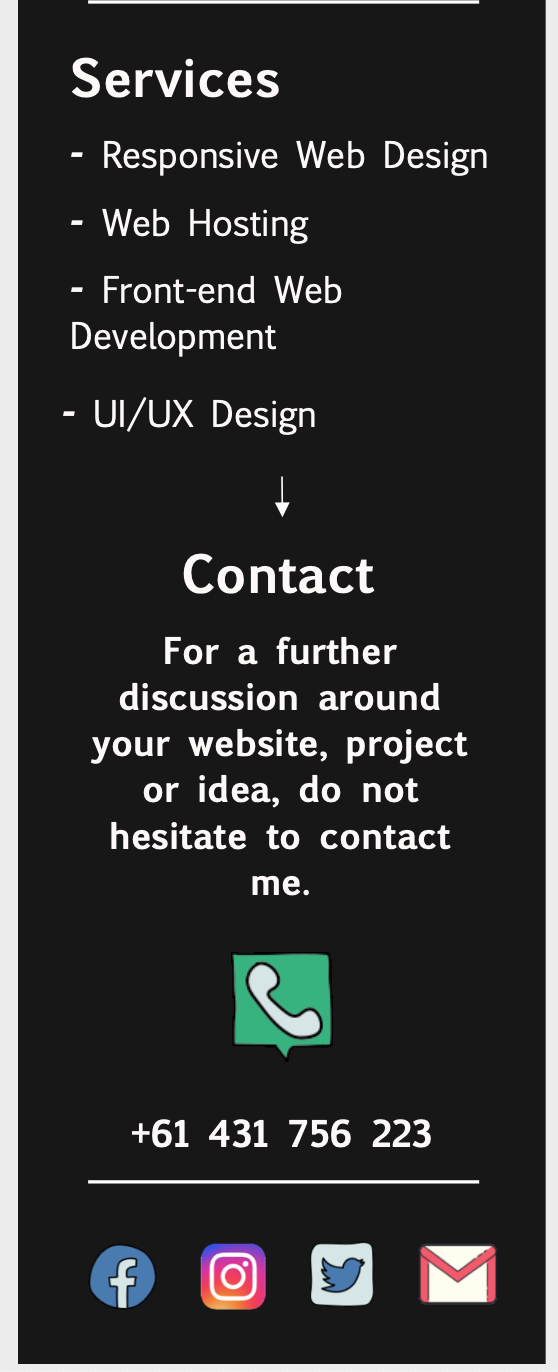 Services
- Responsive Web Design
- Web Hosting
- Front-end Web
Development
- UI/UX Design
Contact
For a further
discussion around
your website, project
or idea, do not
hesitate to contact
me.
+61 431 756 223